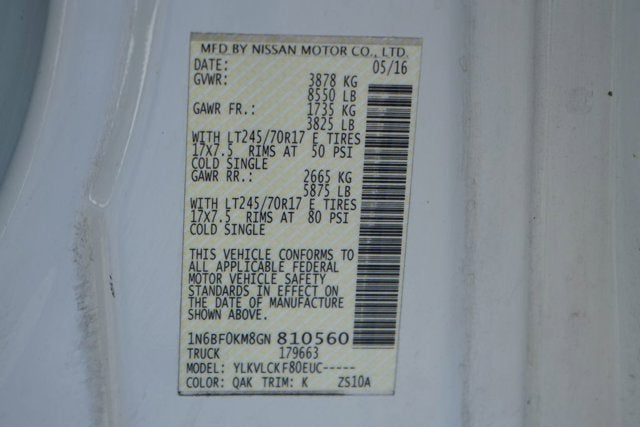 MFD BY NISSAN MOTOR CO., LTD.
DATE: 05/16
GVWR: 3878 KG
8550 LB
GAWR FR.: 1735 KG
3825 LB
WITH LT245/70R17 E TIRES
17X7.5 RIMS AT 50 PSI
COLD SINGLE
GAWR RR.: 2665 KG
5875 LB
WITH LT245/70R17 E TIRES
17X7.5 RIMS AT 80 PSI
COLD SINGLE
THIS VEHICLE CONFORMS TO
ALL APPLICABLE FEDERAL
MOTOR VEHICLE SAFETY
STANDARDS IN EFFECT ON
THE DATE OF MANUFACTURE
SHOWN ABOVE.
1N6BF0KM8GN 810560
TRUCK 179663
MODEL: YLKVLCKF80EUC-----
COLOR: QAK TRIM: K ZS10A